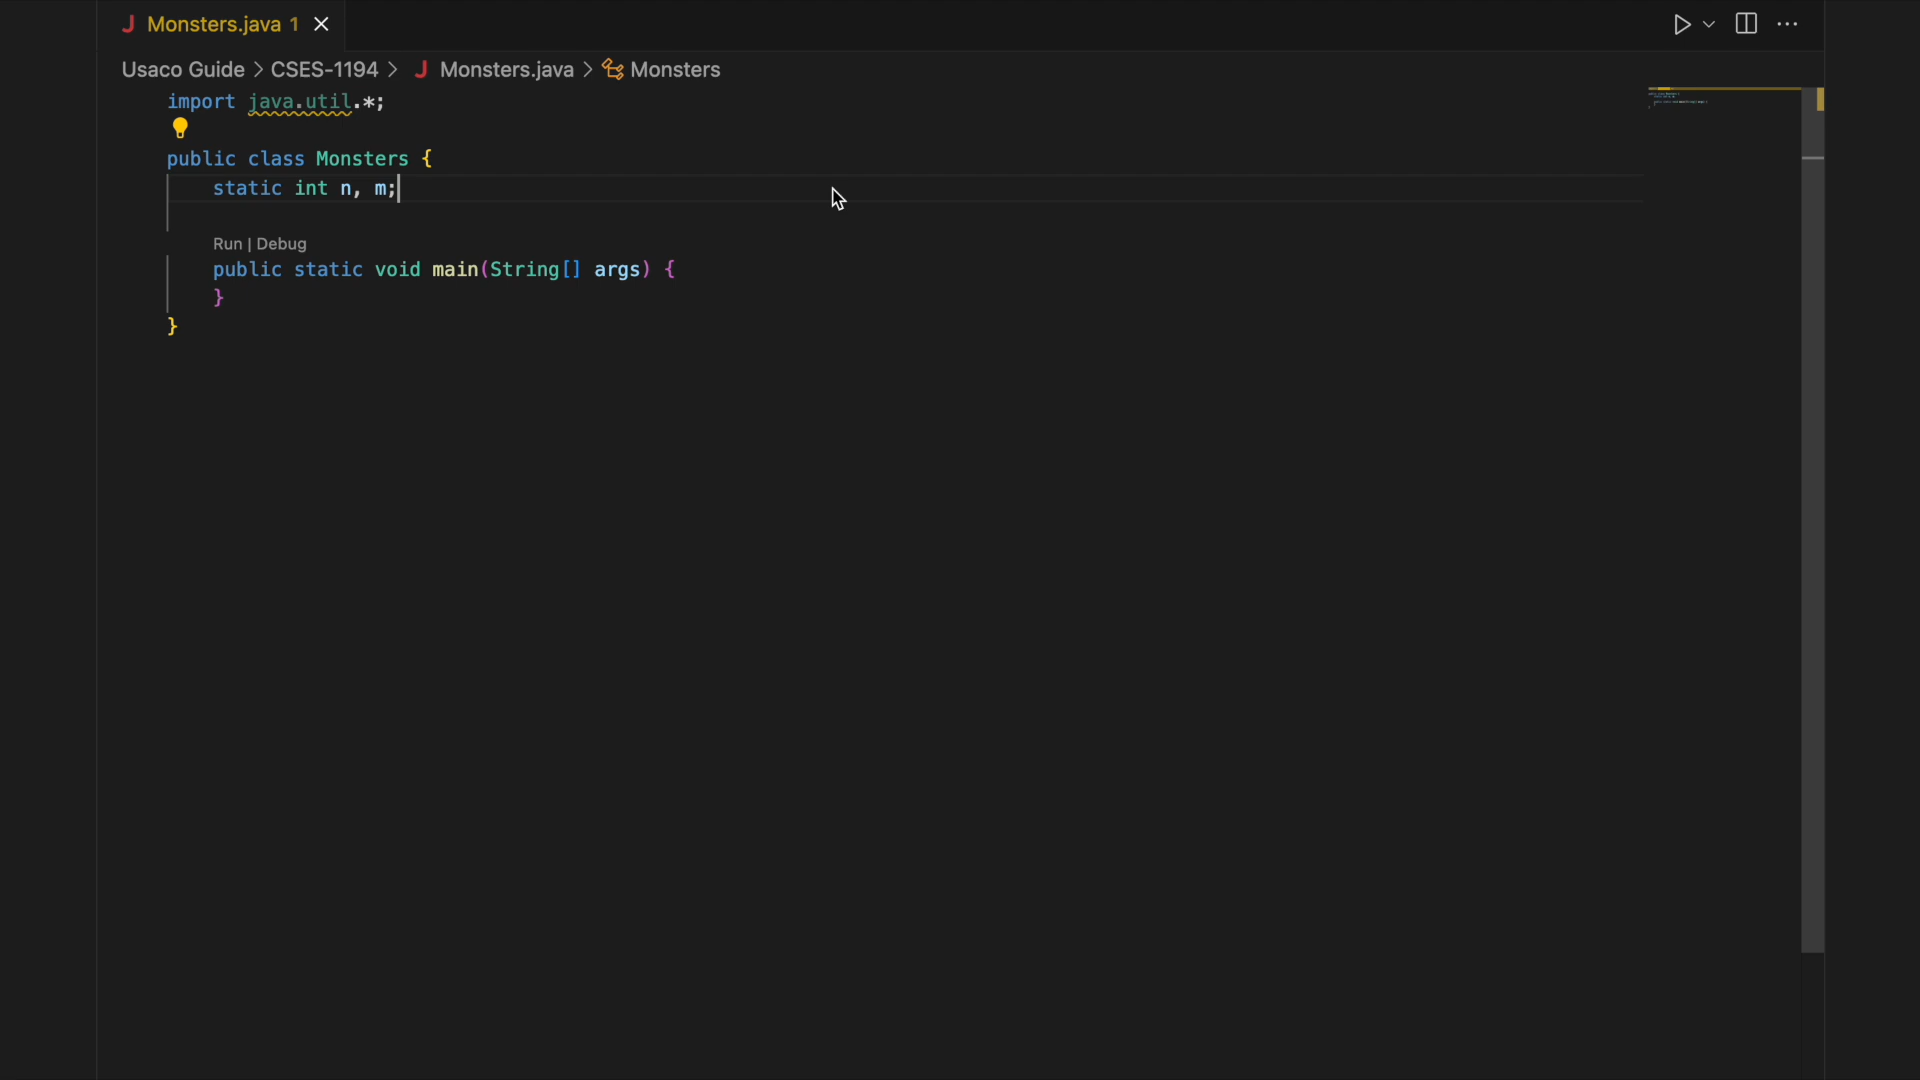 Monsters.java 1
Usaco Guide > CSES-1194 > Monsters.java > Monsters
import java.util.*;
public class Monsters {
static int n, m;
Run | Debug
public static void main(String[] args) {
}
}